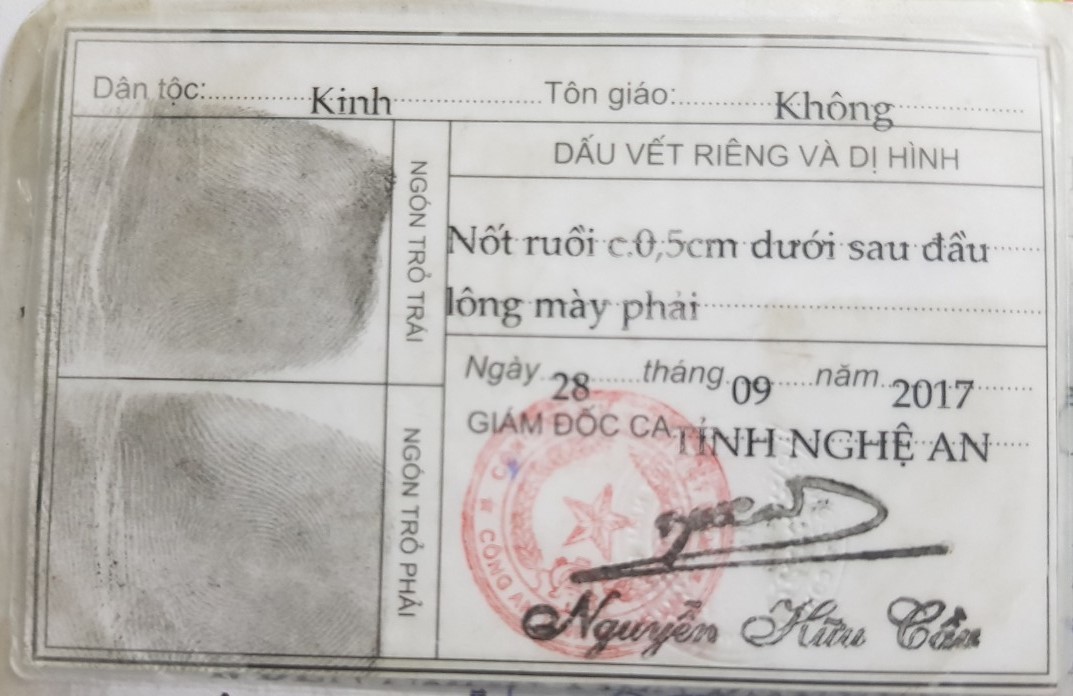 Dân tộc: Kinh Tôn giáo: Không
NGÓN TRỎ TRÁI
DẤU VẾT RIÊNG VÀ DỊ HÌNH
Nốt ruồi c.0,5cm dưới sau đầu
lông mày phải
NGÓN TRỎ PHẢI
Ngày 28 tháng 09 năm 2017
GIÁM ĐỐC CA TỈNH NGHỆ AN
CÔNG
Nguyễn Hữu Cầu